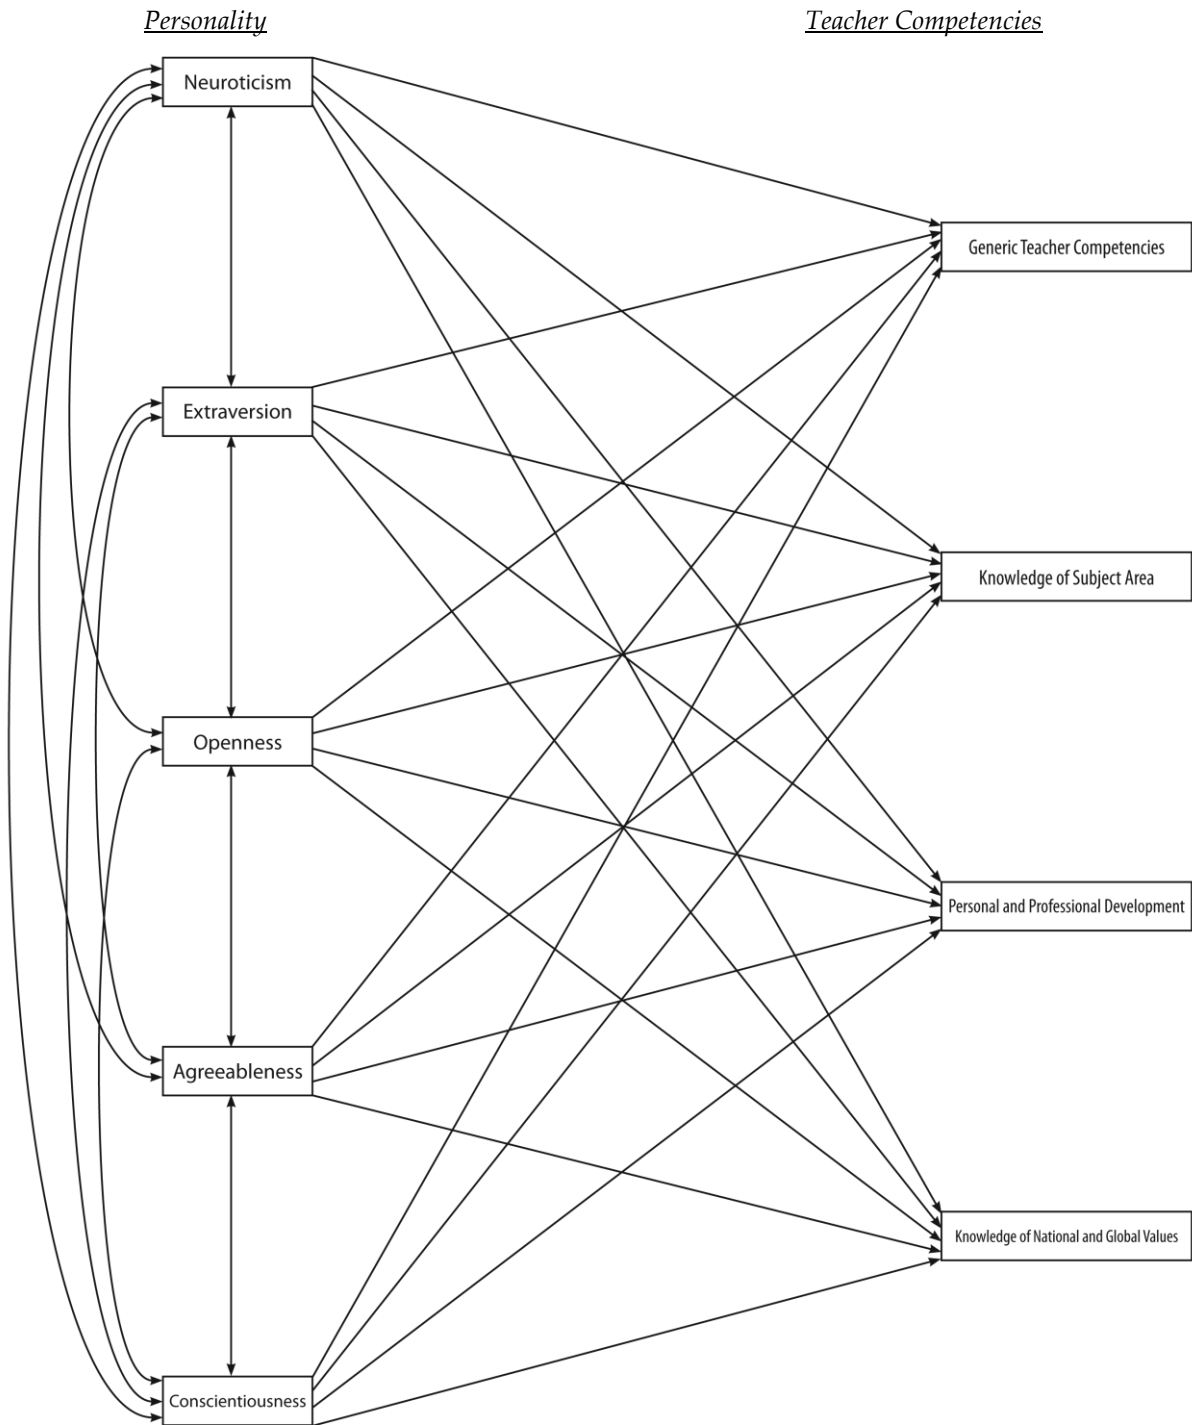 Personality
Teacher Competencies
Neuroticism
Generic Teacher Competencies
Extraversion
Knowledge of Subject Area
Openness
Personal and Professional Development
Agreeableness
Knowledge of National and Global Values
Conscientiousness